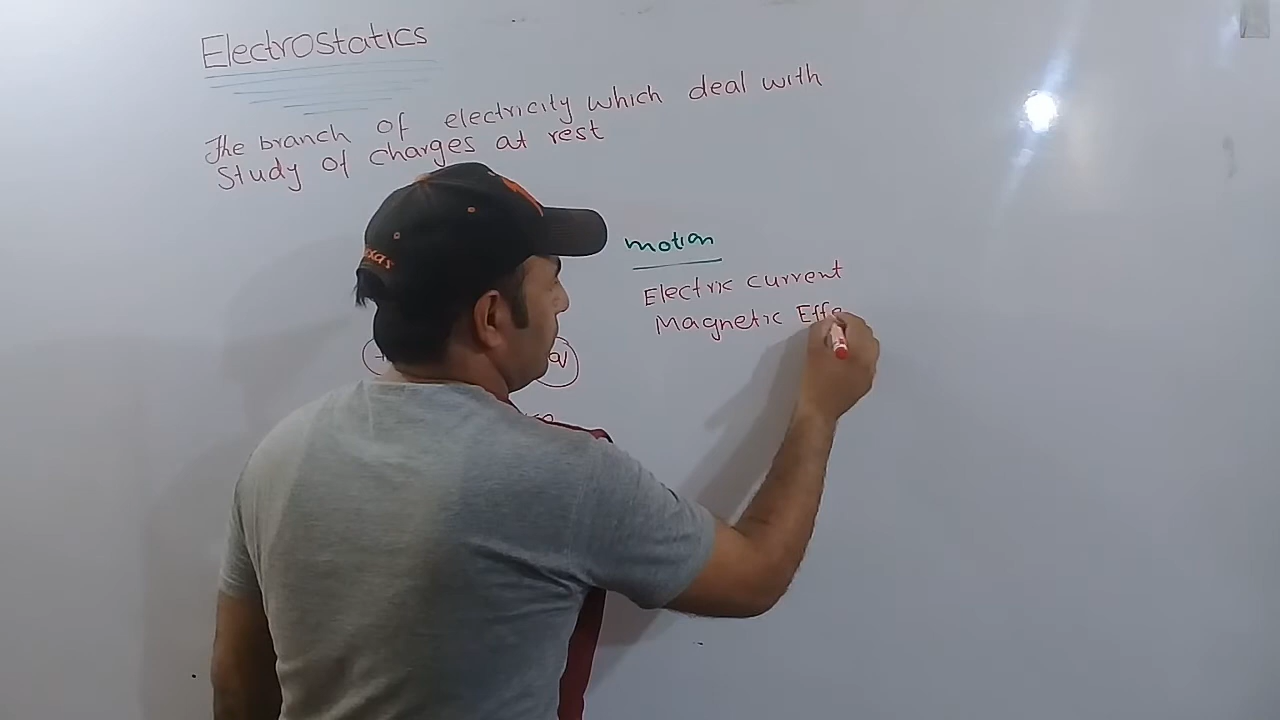 Electrostatics
The branch of electricity which deal with
Study of charges at rest
motion
Electric current
Magnetic Effe